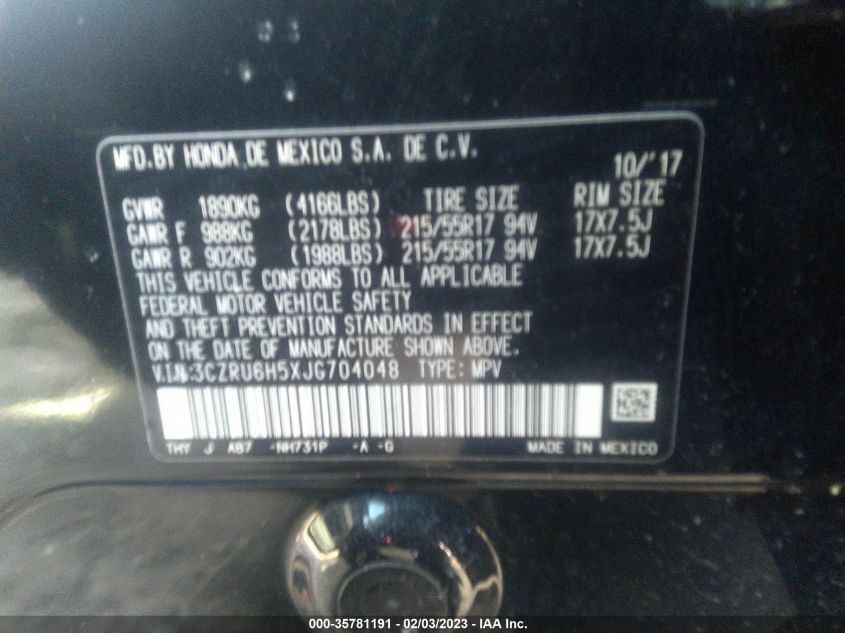 MFD.BY HONDA DE MEXICO S.A. DE C.V. 10/'17
GVWR 1890KG (4166LBS) TIRE SIZE RIM SIZE
GAWR F 988KG (2178LBS) 215/55R17 94V 17X7.5J
GAWR R 902KG (1988LBS) 215/55R17 94V 17X7.5J
THIS VEHICLE CONFORMS TO ALL APPLICABLE
FEDERAL MOTOR VEHICLE SAFETY
AND THEFT PREVENTION STANDARDS IN EFFECT
ON THE DATE OF MANUFACTURE SHOWN ABOVE.
V.I.N:3CZRU6H5XJG704048 TYPE: MPV
THY J AB7 -NH731P -A -G MADE IN MEXICO
000-35781191 - 02/03/2023 - IAA Inc.